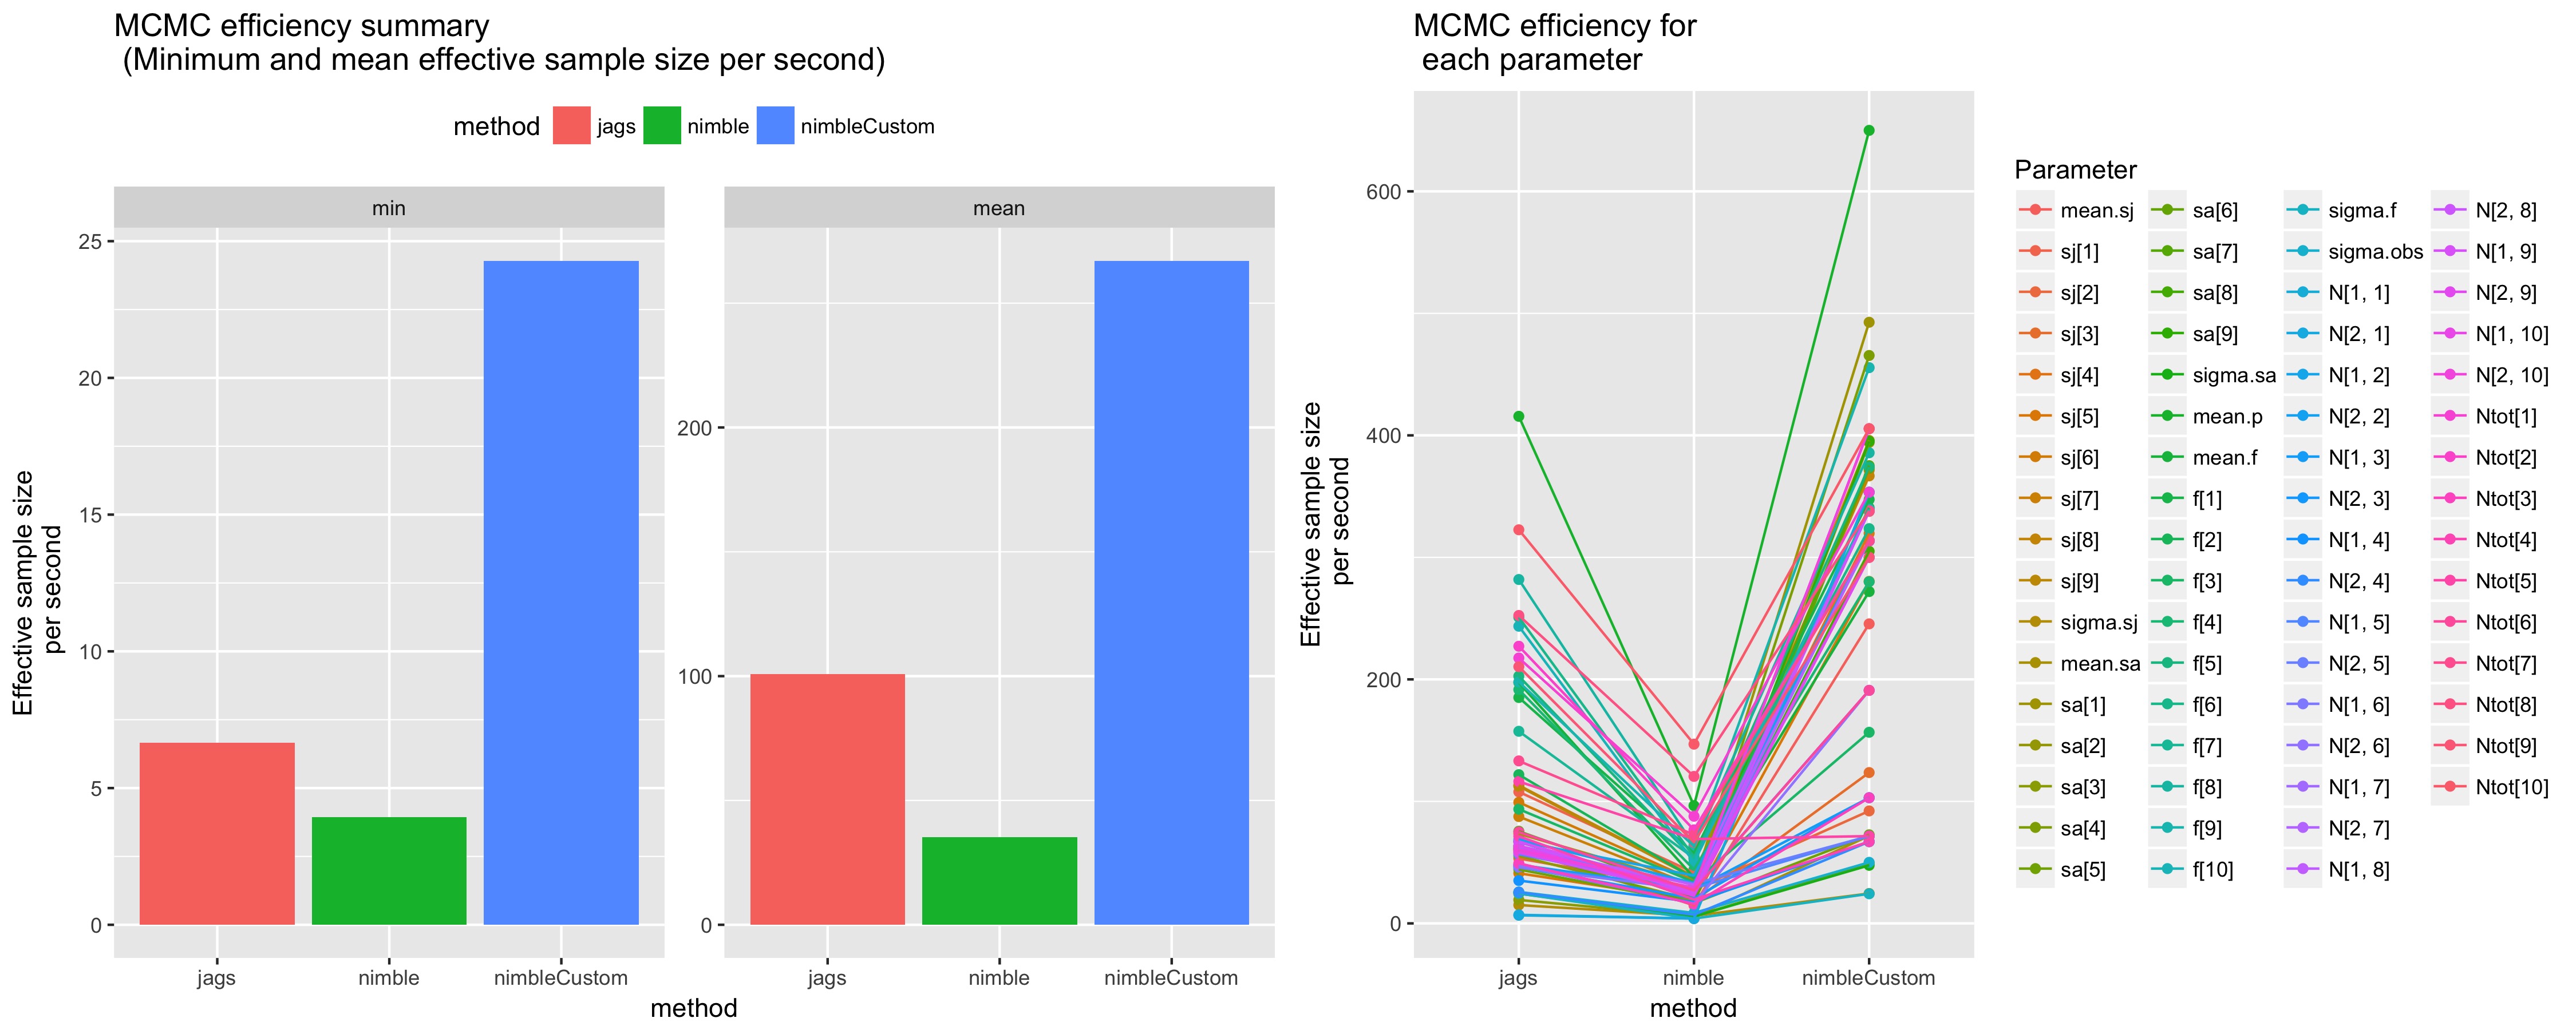 MCMC efficiency summary
(Minimum and mean effective sample size per second)
method jags nimble nimbleCustom
min
mean
Effective sample size
per second
25
20
15
10
5
0
200
100
0
jags nimble nimbleCustom
jags nimble nimbleCustom
method
MCMC efficiency for
each parameter
Effective sample size
per second
600
400
200
0
jags nimble nimbleCustom
method
Parameter
mean.sj
sj[1]
sj[2]
sj[3]
sj[4]
sj[5]
sj[6]
sj[7]
sj[8]
sj[9]
sigma.sj
mean.sa
sa[1]
sa[2]
sa[3]
sa[4]
sa[5]
sa[6]
sa[7]
sa[8]
sa[9]
sigma.sa
mean.p
mean.f
f[1]
f[2]
f[3]
f[4]
f[5]
f[6]
f[7]
f[8]
f[9]
f[10]
sigma.f
sigma.obs
N[1, 1]
N[2, 1]
N[1, 2]
N[2, 2]
N[1, 3]
N[2, 3]
N[1, 4]
N[2, 4]
N[1, 5]
N[2, 5]
N[1, 6]
N[2, 6]
N[1, 7]
N[2, 7]
N[1, 8]
N[2, 8]
N[1, 9]
N[2, 9]
N[1, 10]
N[2, 10]
Ntot[1]
Ntot[2]
Ntot[3]
Ntot[4]
Ntot[5]
Ntot[6]
Ntot[7]
Ntot[8]
Ntot[9]
Ntot[10]